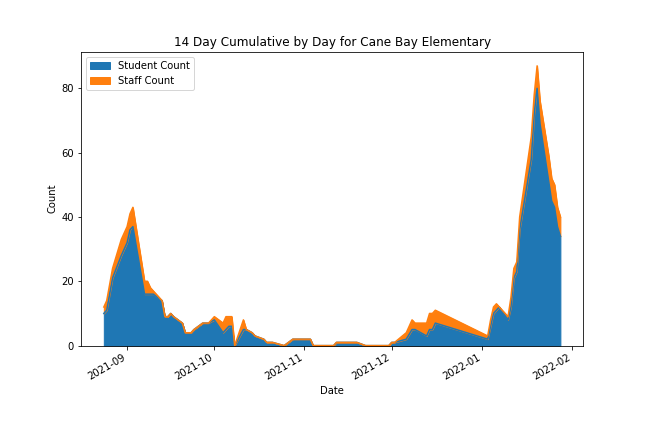 14 Day Cumulative by Day for Cane Bay Elementary
Student Count
Staff Count
80
60
40
20
0
Count
2021-09
2021-10
2021-11
2021-12
2022-01
2022-02
Date